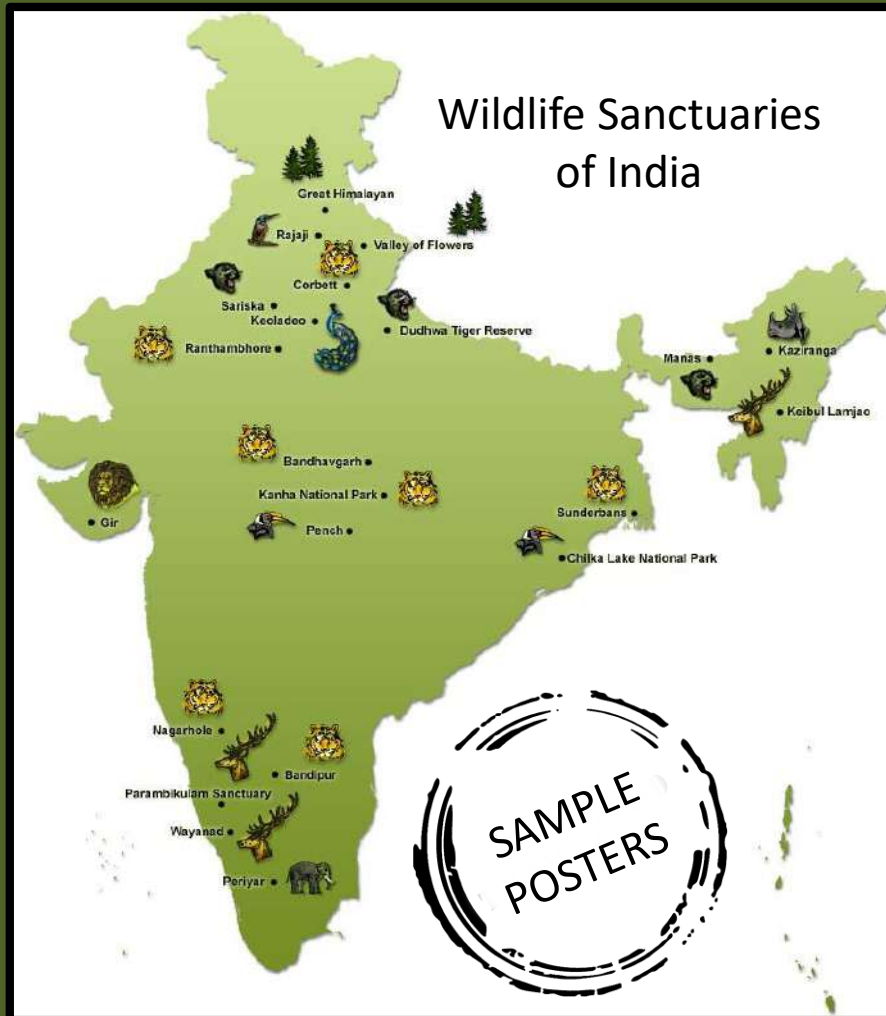 Wildlife Sanctuaries
of India
Great Himalayan
Rajaji
Valley of Flowers
Corbett
Sariska
Keoladeo
Dudhwa Tiger Reserve
Ranthambhore
Manas
Kaziranga
Keibul Lamjao
Bandhavgarh
Kanha National Park
Sunderbans
Gir
Pench
Chilka Lake National Park
Nagarhole
Bandipur
Parambikulam Sanctuary
Wayanad
Periyar
SAMPLE
POSTERS